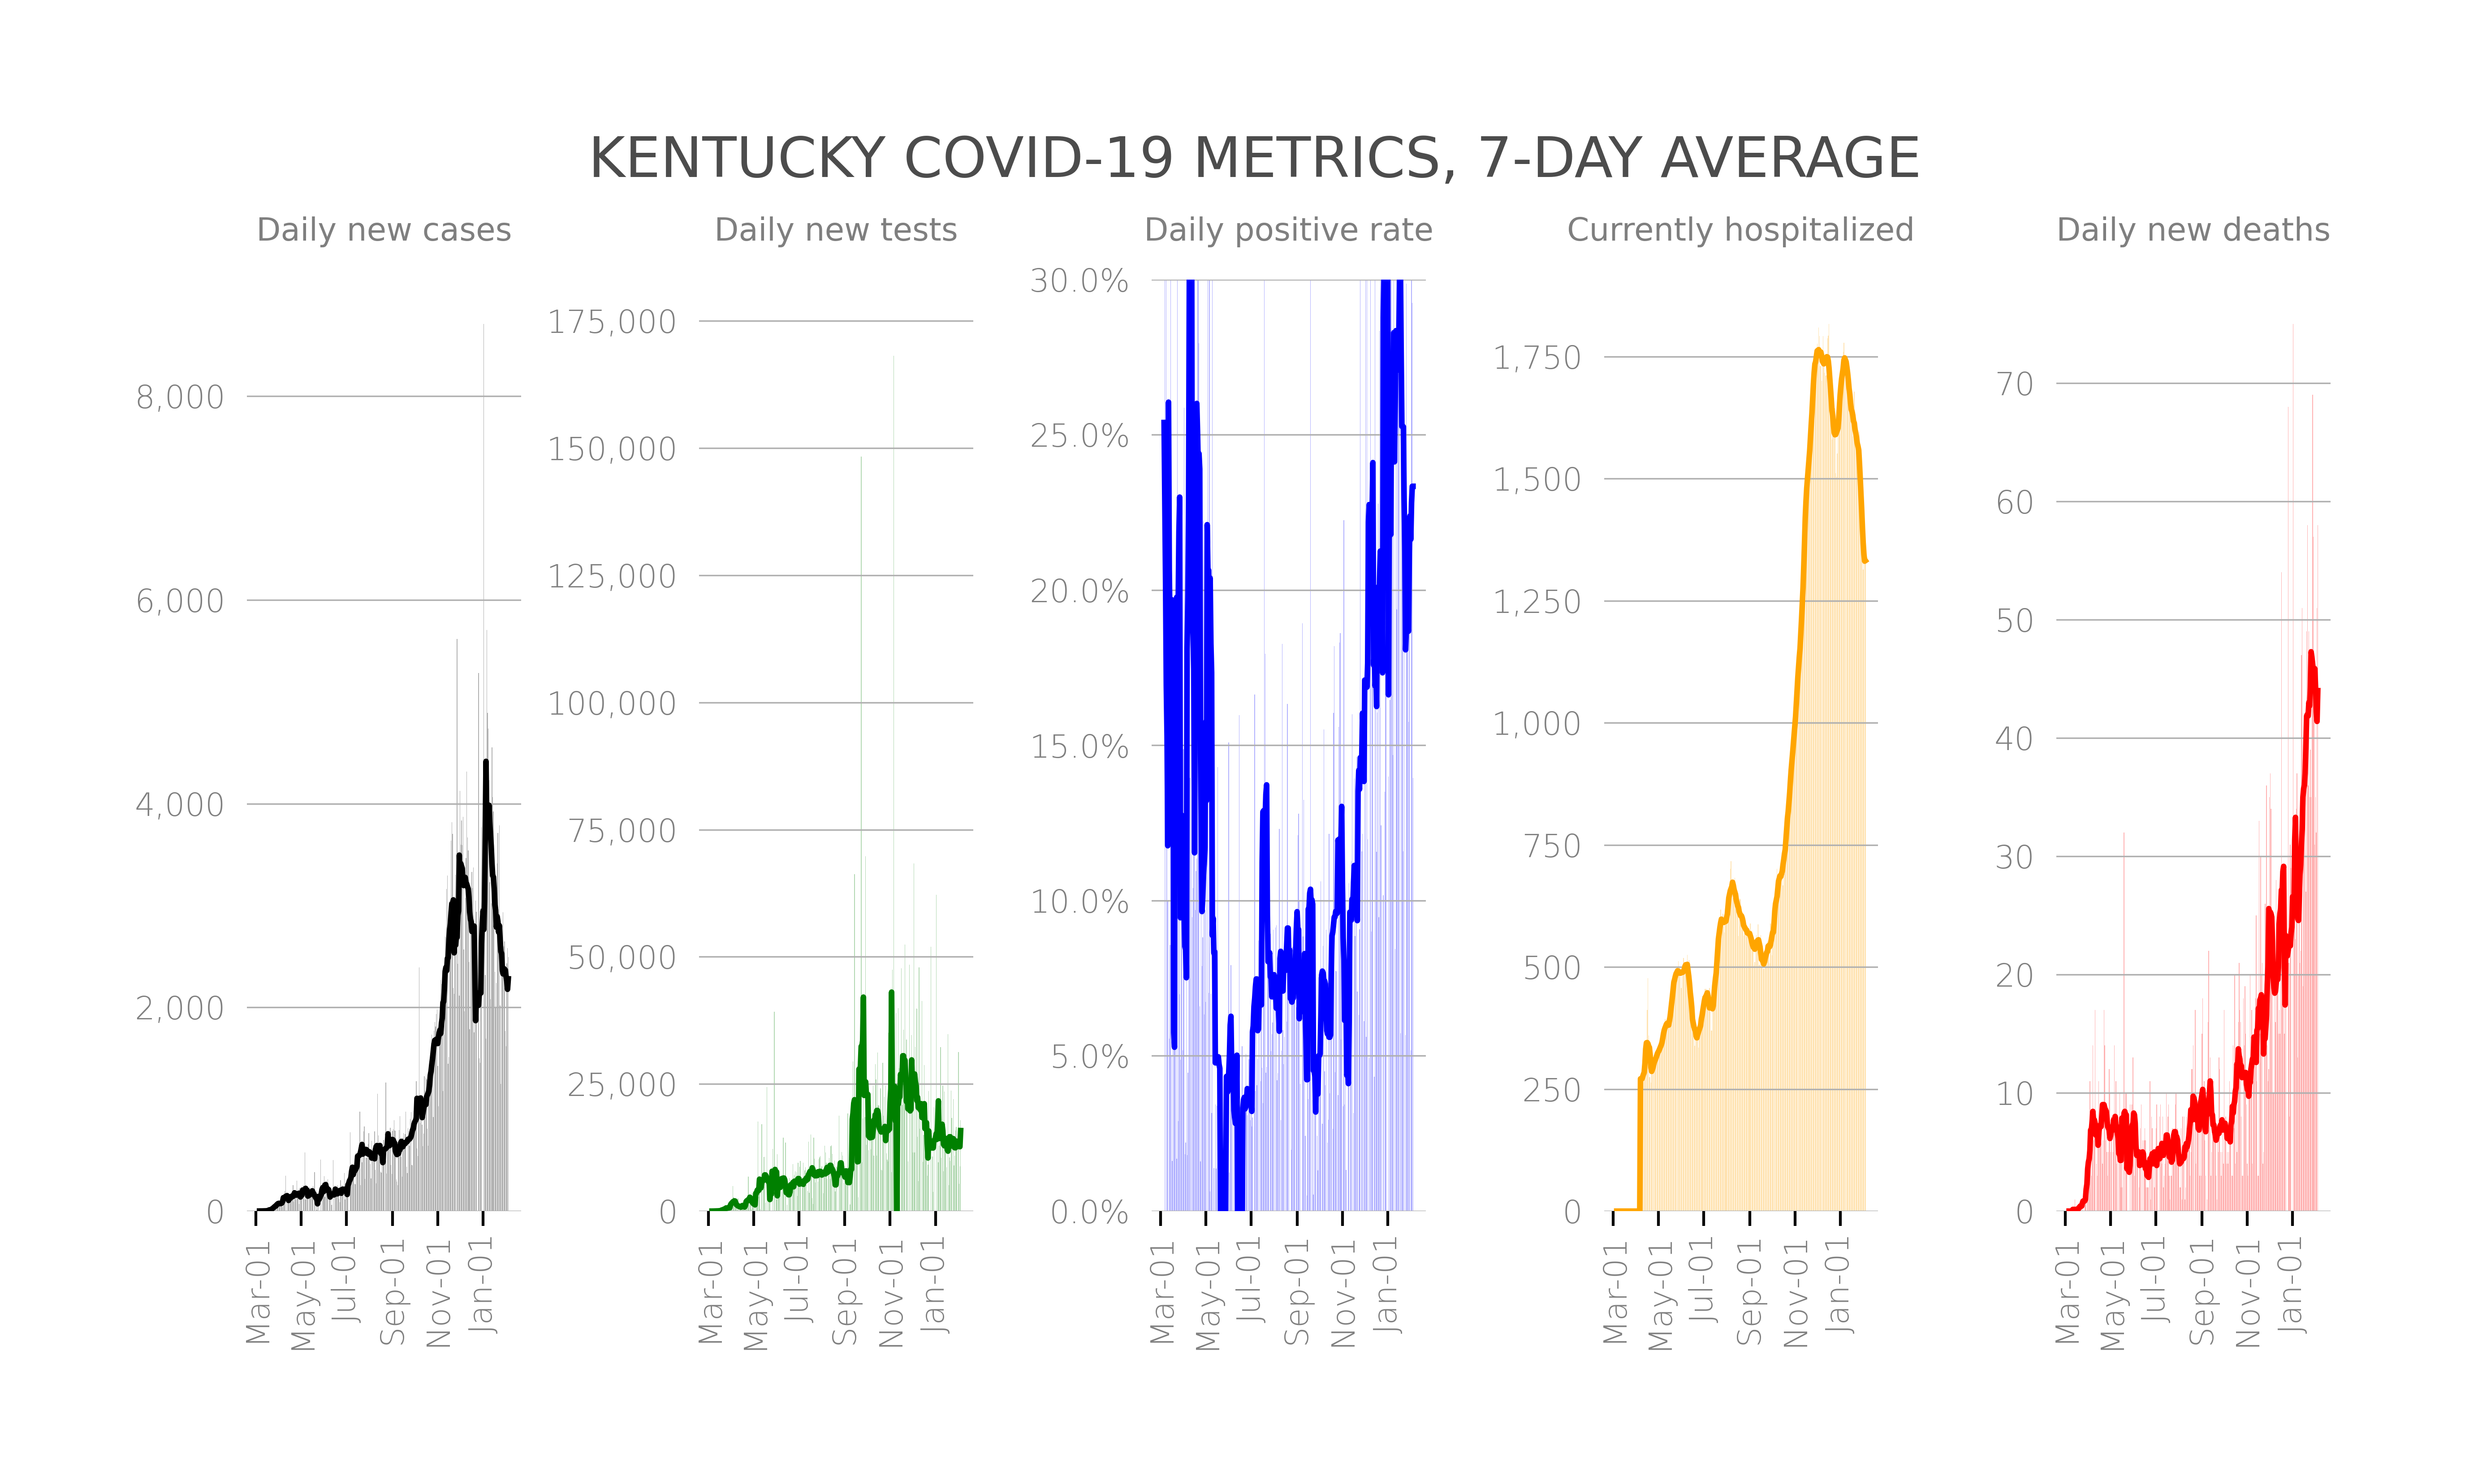 KENTUCKY COVID-19 METRICS, 7-DAY AVERAGE
Daily new cases
8,000
6,000
4,000
2,000
0
Mar-01
May-01
Jul-01
Sep-01
Nov-01
Jan-01
Daily new tests
175,000
150,000
125,000
100,000
75,000
50,000
25,000
0
Mar-01
May-01
Jul-01
Sep-01
Nov-01
Jan-01
Daily positive rate
30.0%
25.0%
20.0%
15.0%
10.0%
5.0%
0.0%
Mar-01
May-01
Jul-01
Sep-01
Nov-01
Jan-01
Currently hospitalized
1,750
1,500
1,250
1,000
750
500
250
0
Mar-01
May-01
Jul-01
Sep-01
Nov-01
Jan-01
Daily new deaths
70
60
50
40
30
20
10
0
Mar-01
May-01
Jul-01
Sep-01
Nov-01
Jan-01